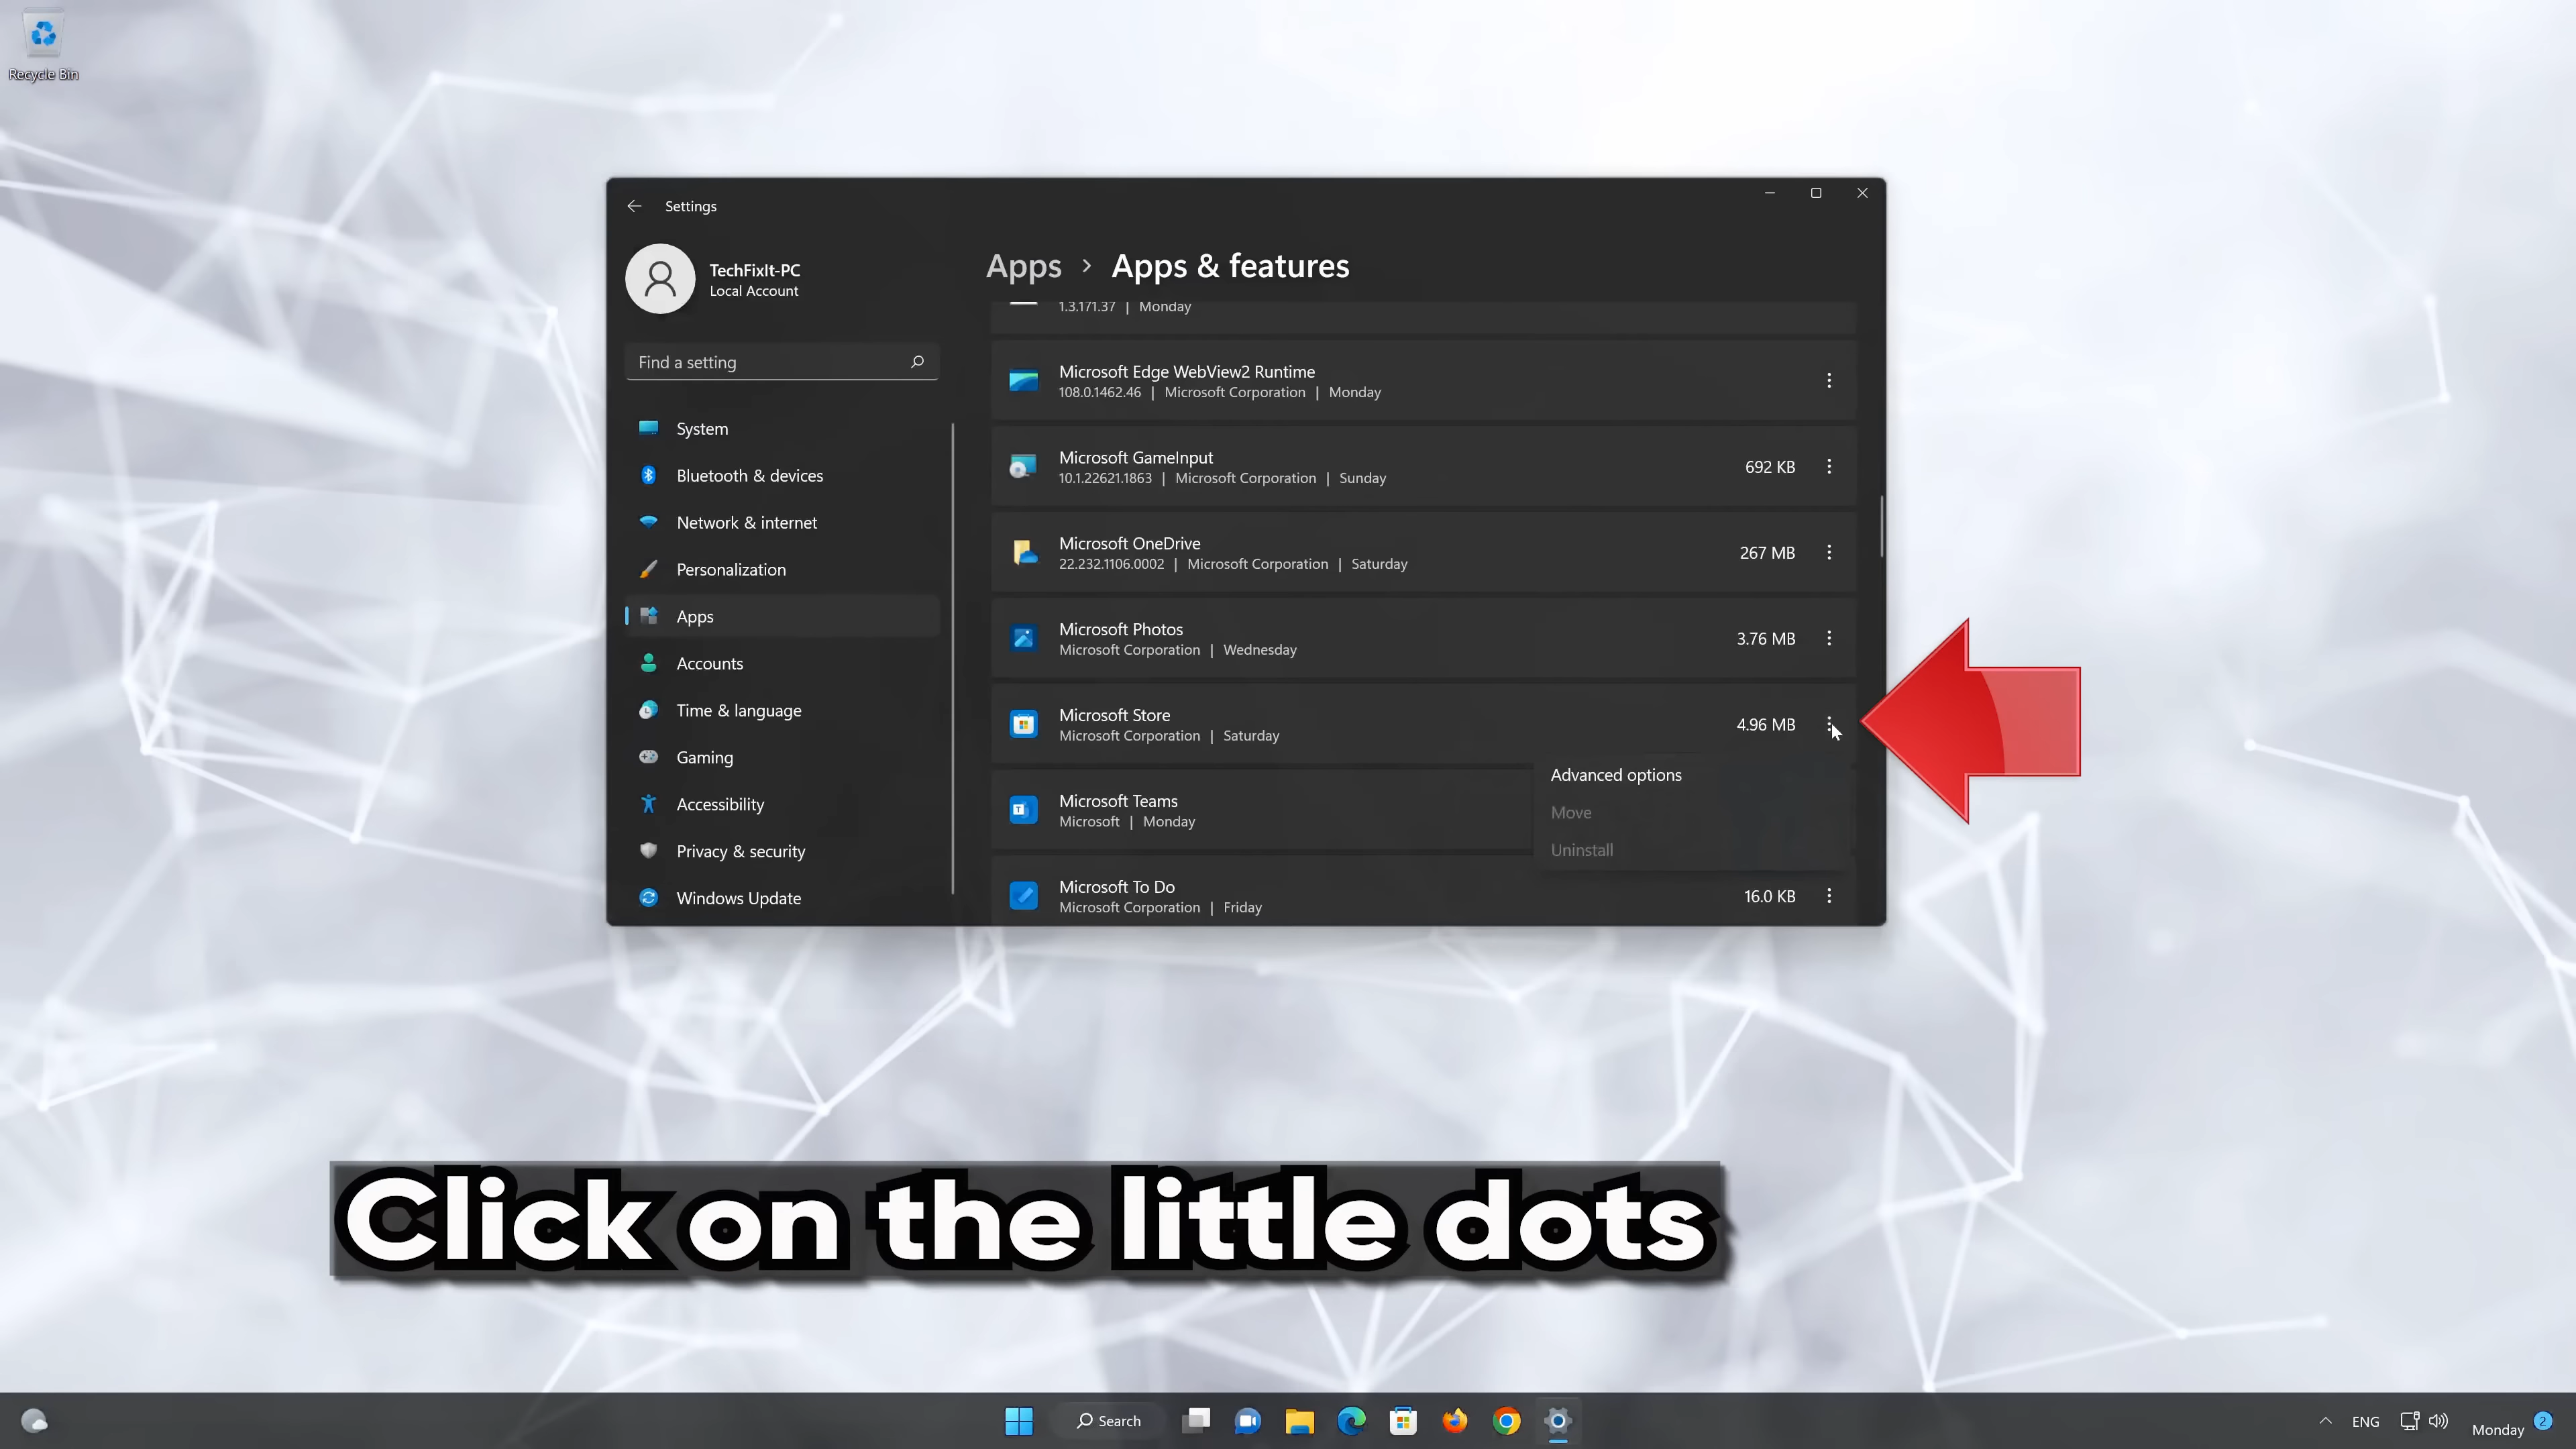 Recycle Bin
Settings
TechFixIt-PC
Local Account
Find a setting
System
Bluetooth & devices
Network & internet
Personalization
Apps
Accounts
Time & language
Gaming
Accessibility
Privacy & security
Windows Update
Apps > Apps & features
1.3.171.37 | Monday
Microsoft Edge WebView2 Runtime
108.0.1462.46 | Microsoft Corporation | Monday
Microsoft GameInput
10.1.22621.1863 | Microsoft Corporation | Sunday
692 KB
Microsoft OneDrive
22.232.1106.0002 | Microsoft Corporation | Saturday
267 MB
Microsoft Photos
Microsoft Corporation | Wednesday
3.76 MB
Microsoft Store
Microsoft Corporation | Saturday
4.96 MB
Advanced options
Move
Uninstall
Microsoft Teams
Microsoft | Monday
Microsoft To Do
Microsoft Corporation | Friday
16.0 KB
Click on the little dots
Search
ENG
Monday
2